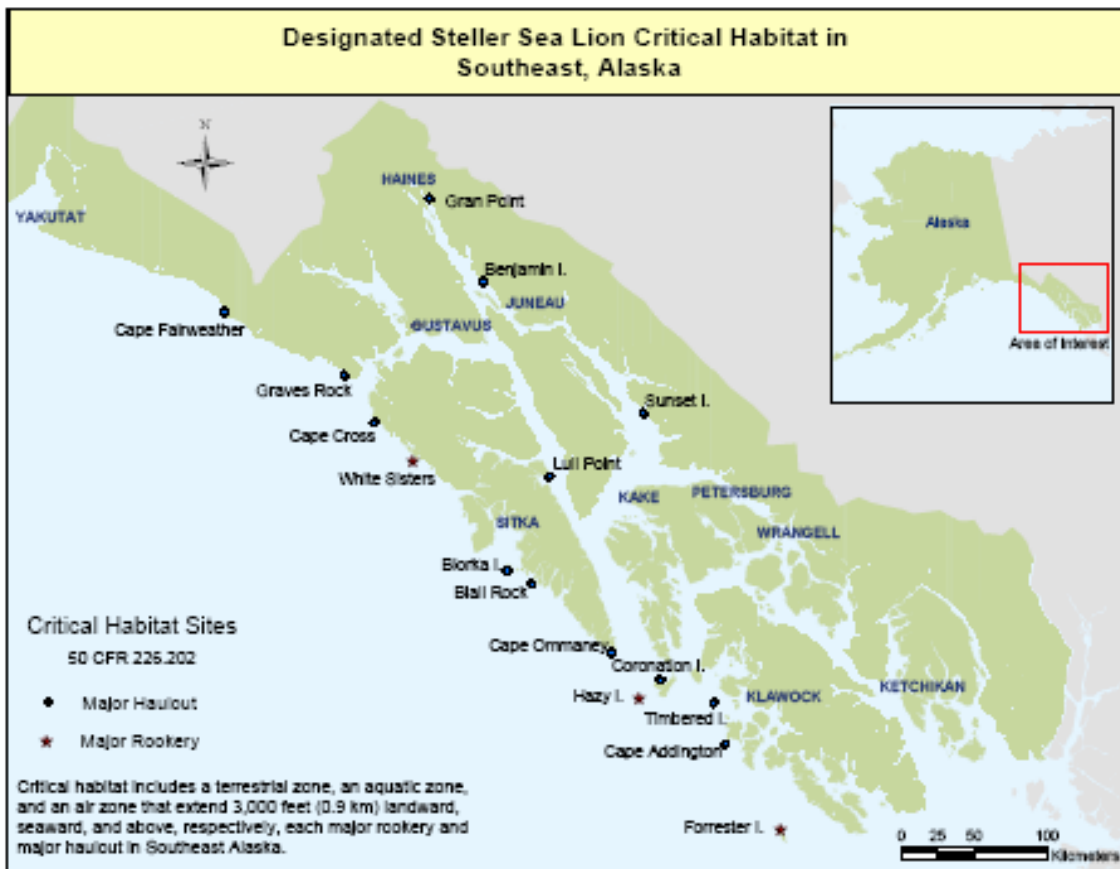 Designated Steller Sea Lion Critical Habitat in
Southeast, Alaska
N
HAINES
Gran Point
YAKUTAT
Alaska
Benjamin I.
JUNEAU
Cape Fairweather
GUSTAVUS
Area of Interest
Graves Rock
Sunset I.
Cape Cross
Lull Point
White Sisters
KAKE
PETERSBURG
SITKA
WRANGELL
Biorka I.
Biali Rock
Critical Habitat Sites
50 CFR 226.202
Cape Ommaney
Coronation I.
Major Haulout
Hazy I.
KLAWOCK
KETCHIKAN
Timbered I.
Major Rookery
Cape Addington
Critical habitat includes a terrestrial zone, an aquatic zone,
and an air zone that extend 3,000 feet (0.9 km) landward,
seaward, and above, respectively, each major rookery and
major haulout in Southeast Alaska.
Forrester I.
0 25 50 100
Kilometers